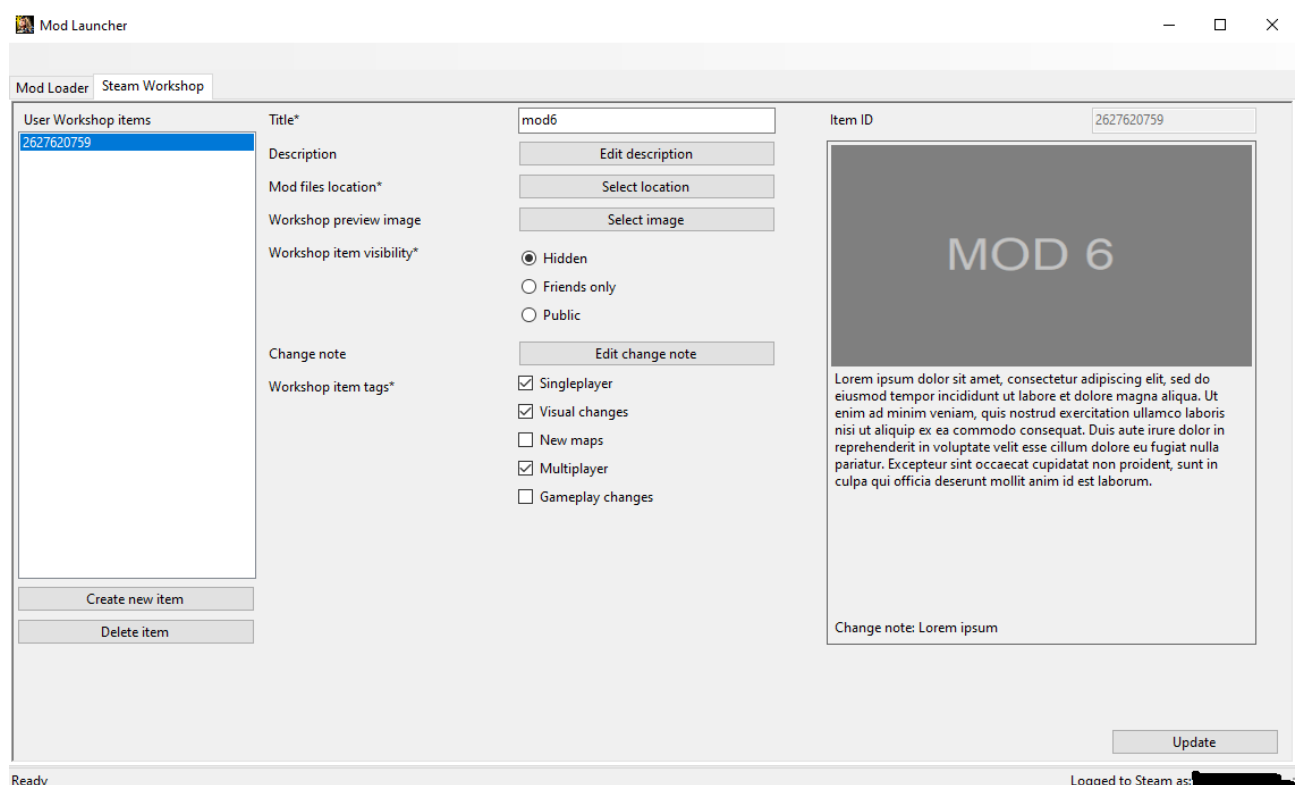 Mod Launcher
Mod Loader
Steam Workshop
User Workshop items
2627620759
Create new item
Delete item
Title*
mod6
Description
Edit description
Mod files location*
Select location
Workshop preview image
Select image
Workshop item visibility*
Hidden
Friends only
Public
Change note
Edit change note
Workshop item tags*
Singleplayer
Visual changes
New maps
Multiplayer
Gameplay changes
Item ID
2627620759
MOD 6
Lorem ipsum dolor sit amet, consectetur adipiscing elit, sed do
eiusmod tempor incididunt ut labore et dolore magna aliqua. Ut
enim ad minim veniam, quis nostrud exercitation ullamco laboris
nisi ut aliquip ex ea commodo consequat. Duis aute irure dolor in
reprehenderit in voluptate velit esse cillum dolore eu fugiat nulla
pariatur. Excepteur sint occaecat cupidatat non proident, sunt in
culpa qui officia deserunt mollit anim id est laborum.
Change note: Lorem ipsum
Update
Ready
Logged to Steam as: